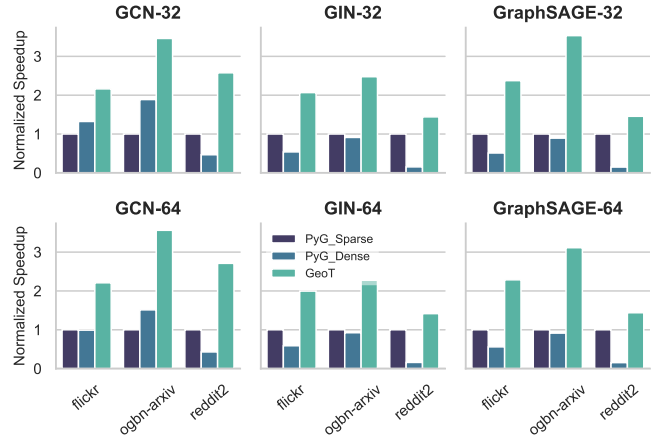 GCN-32 GIN-32 GraphSAGE-32
Normalized Speedup
3
2
1
0
GCN-64 GIN-64 GraphSAGE-64
Normalized Speedup
3
2
1
0
PyG_Sparse
PyG_Dense
GeoT
flickr ogbn-arxiv reddit2 flickr ogbn-arxiv reddit2 flickr ogbn-arxiv reddit2